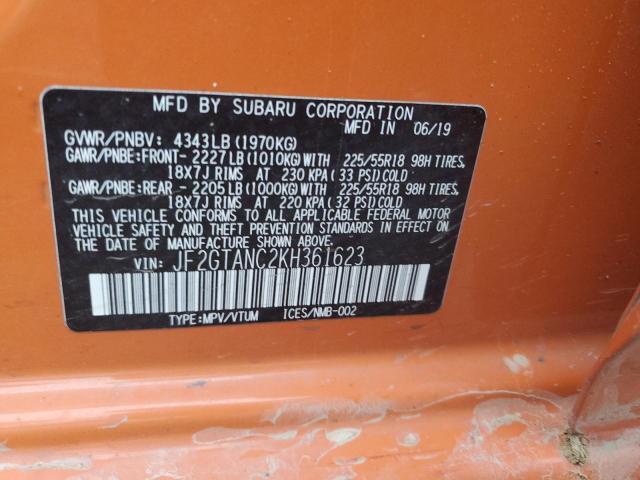 MFD BY SUBARU CORPORATION
MFD IN 06/19
GVWR/PNBV: 4343LB(1970KG)
GAWR/PNBE:FRONT- 2227LB(1010KG)WITH 225/55R18 98H TIRES,
18X7J RIMS AT 230 KPA(33 PSI)COLD
GAWR/PNBE:REAR - 2205LB(1000KG)WITH 225/55R18 98H TIRES,
18X7J RIMS AT 220 KPA(32 PSI)COLD
THIS VEHICLE CONFORMS TO ALL APPLICABLE FEDERAL MOTOR
VEHICLE SAFETY, BUMPER, AND THEFT PREVENTION STANDARDS
IN EFFECT ON THE DATE OF MANUFACTURE SHOWN ABOVE.
VIN: JF2GTANC2KH361623
TYPE:MPV/VTUM ICES/NMB-002